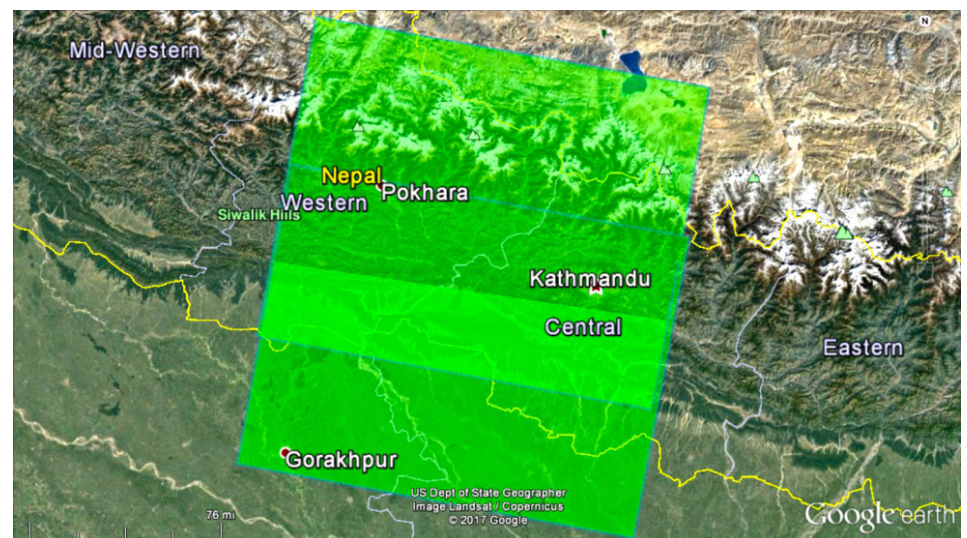 N
Mid-Western
Nepal
Pokhara
Western
Siwalik Hills
Kathmandu
Central
Eastern
Gorakhpur
US Dept of State Geographer
Image Landsat / Copernicus
© 2017 Google
76 mi
Google earth